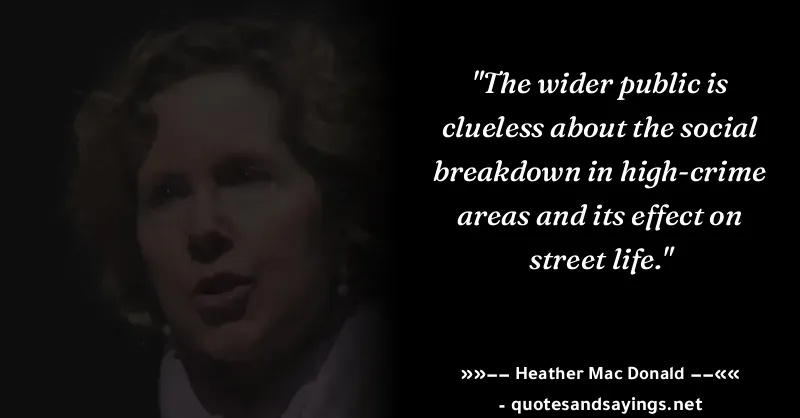 "The wider public is
clueless about the social
breakdown in high-crime
areas and its effect on
street life."
»»–– Heather Mac Donald ––««
- quotesandsayings.net